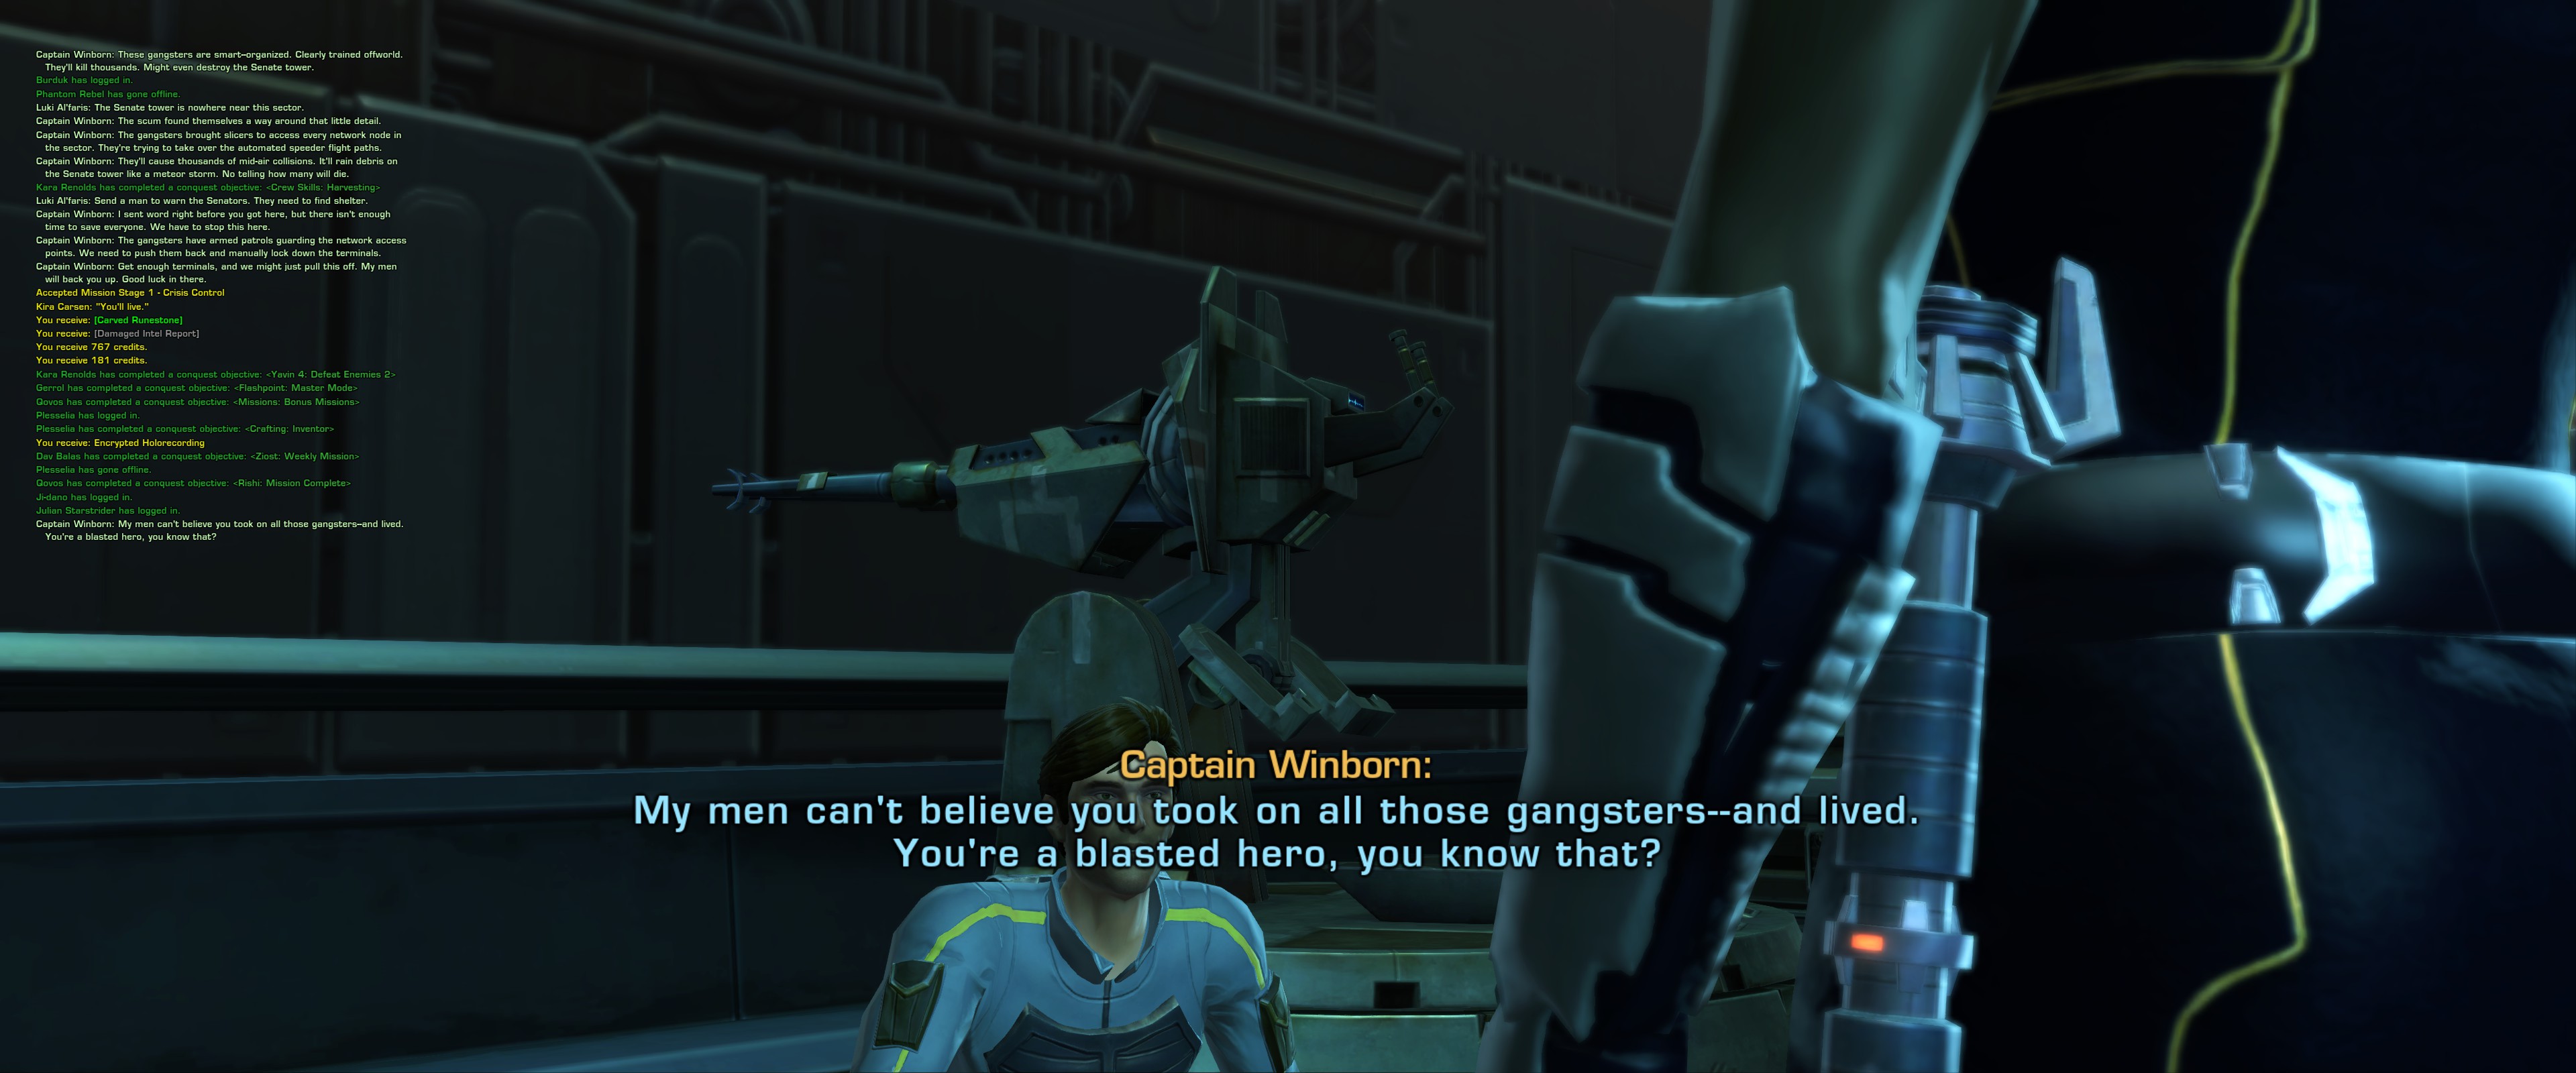 Captain Winborn: These gangsters are smart--organized. Clearly trained offworld.
They'll kill thousands. Might even destroy the Senate tower.
Burduk has logged in.
Phantom Rebel has gone offline.
Luki Al'faris: The Senate tower is nowhere near this sector.
Captain Winborn: The scum found themselves a way around that little detail.
Captain Winborn: The gangsters brought slicers to access every network node in
the sector. They're trying to take over the automated speeder flight paths.
Captain Winborn: They'll cause thousands of mid-air collisions. It'll rain debris on
the Senate tower like a meteor storm. No telling how many will die.
Kara Renolds has completed a conquest objective: <Crew Skills: Harvesting>
Luki Al'faris: Send a man to warn the Senators. They need to find shelter.
Captain Winborn: I sent word right before you got here, but there isn't enough
time to save everyone. We have to stop this here.
Captain Winborn: The gangsters have armed patrols guarding the network access
points. We need to push them back and manually lock down the terminals.
Captain Winborn: Get enough terminals, and we might just pull this off. My men
will back you up. Good luck in there.
Accepted Mission Stage 1 - Crisis Control
Kira Carsen: "You'll live."
You receive: [Carved Runestone]
You receive: [Damaged Intel Report]
You receive 767 credits.
You receive 181 credits.
Kara Renolds has completed a conquest objective: <Yavin 4: Defeat Enemies 2>
Gerrol has completed a conquest objective: <Flashpoint: Master Mode>
Qovos has completed a conquest objective: <Missions: Bonus Missions>
Plesselia has logged in.
Plesselia has completed a conquest objective: <Crafting: Inventor>
You receive: Encrypted Holorecording
Dav Balas has completed a conquest objective: <Ziost: Weekly Mission>
Plesselia has gone offline.
Qovos has completed a conquest objective: <Rishi: Mission Complete>
Ji-dano has logged in.
Julian Starstrider has logged in.
Captain Winborn: My men can't believe you took on all those gangsters--and lived.
You're a blasted hero, you know that?
Captain Winborn:
My men can't believe you took on all those gangsters--and lived.
You're a blasted hero, you know that?